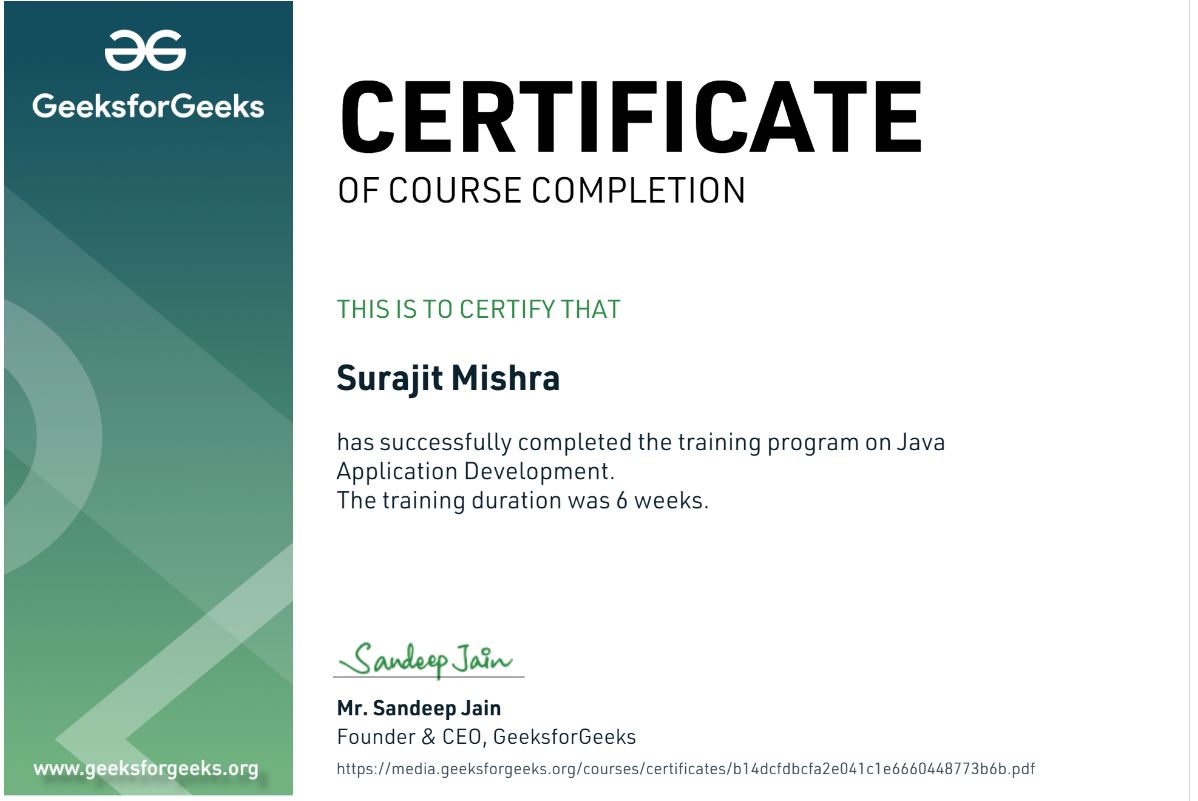 GeeksforGeeks
CERTIFICATE
OF COURSE COMPLETION
THIS IS TO CERTIFY THAT
Surajit Mishra
has successfully completed the training program on Java
Application Development.
The training duration was 6 weeks.
Sandeep Jain
Mr. Sandeep Jain
Founder & CEO, GeeksforGeeks
https://media.geeksforgeeks.org/courses/certificates/b14dcfdbcfa2e041c1e6660448773b6b.pdf
www.geeksforgeeks.org